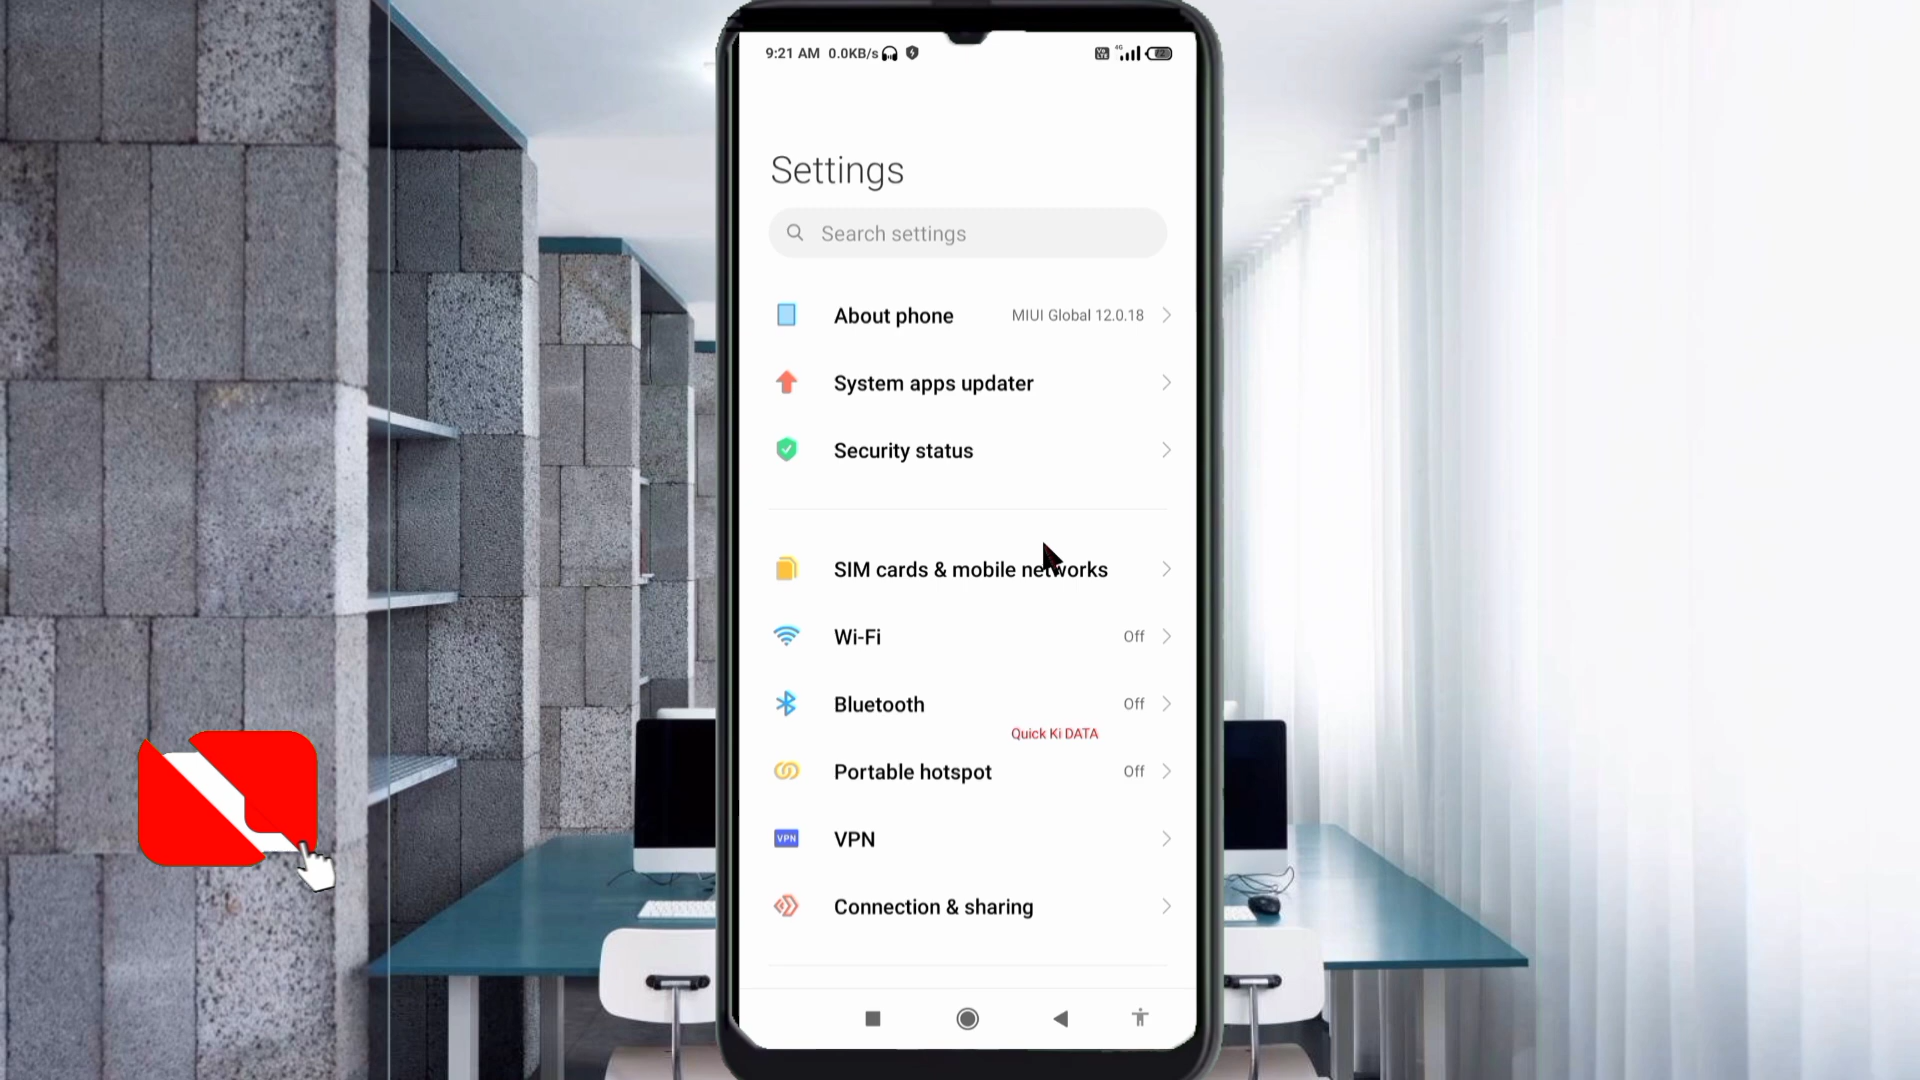 9:21 AM 0.0KB/s
Settings
Search settings
About phone MIUI Global 12.0.18
System apps updater
Security status
SIM cards & mobile networks
Wi-Fi Off
Bluetooth Off
Quick Ki DATA
Portable hotspot Off
VPN VPN
Connection & sharing